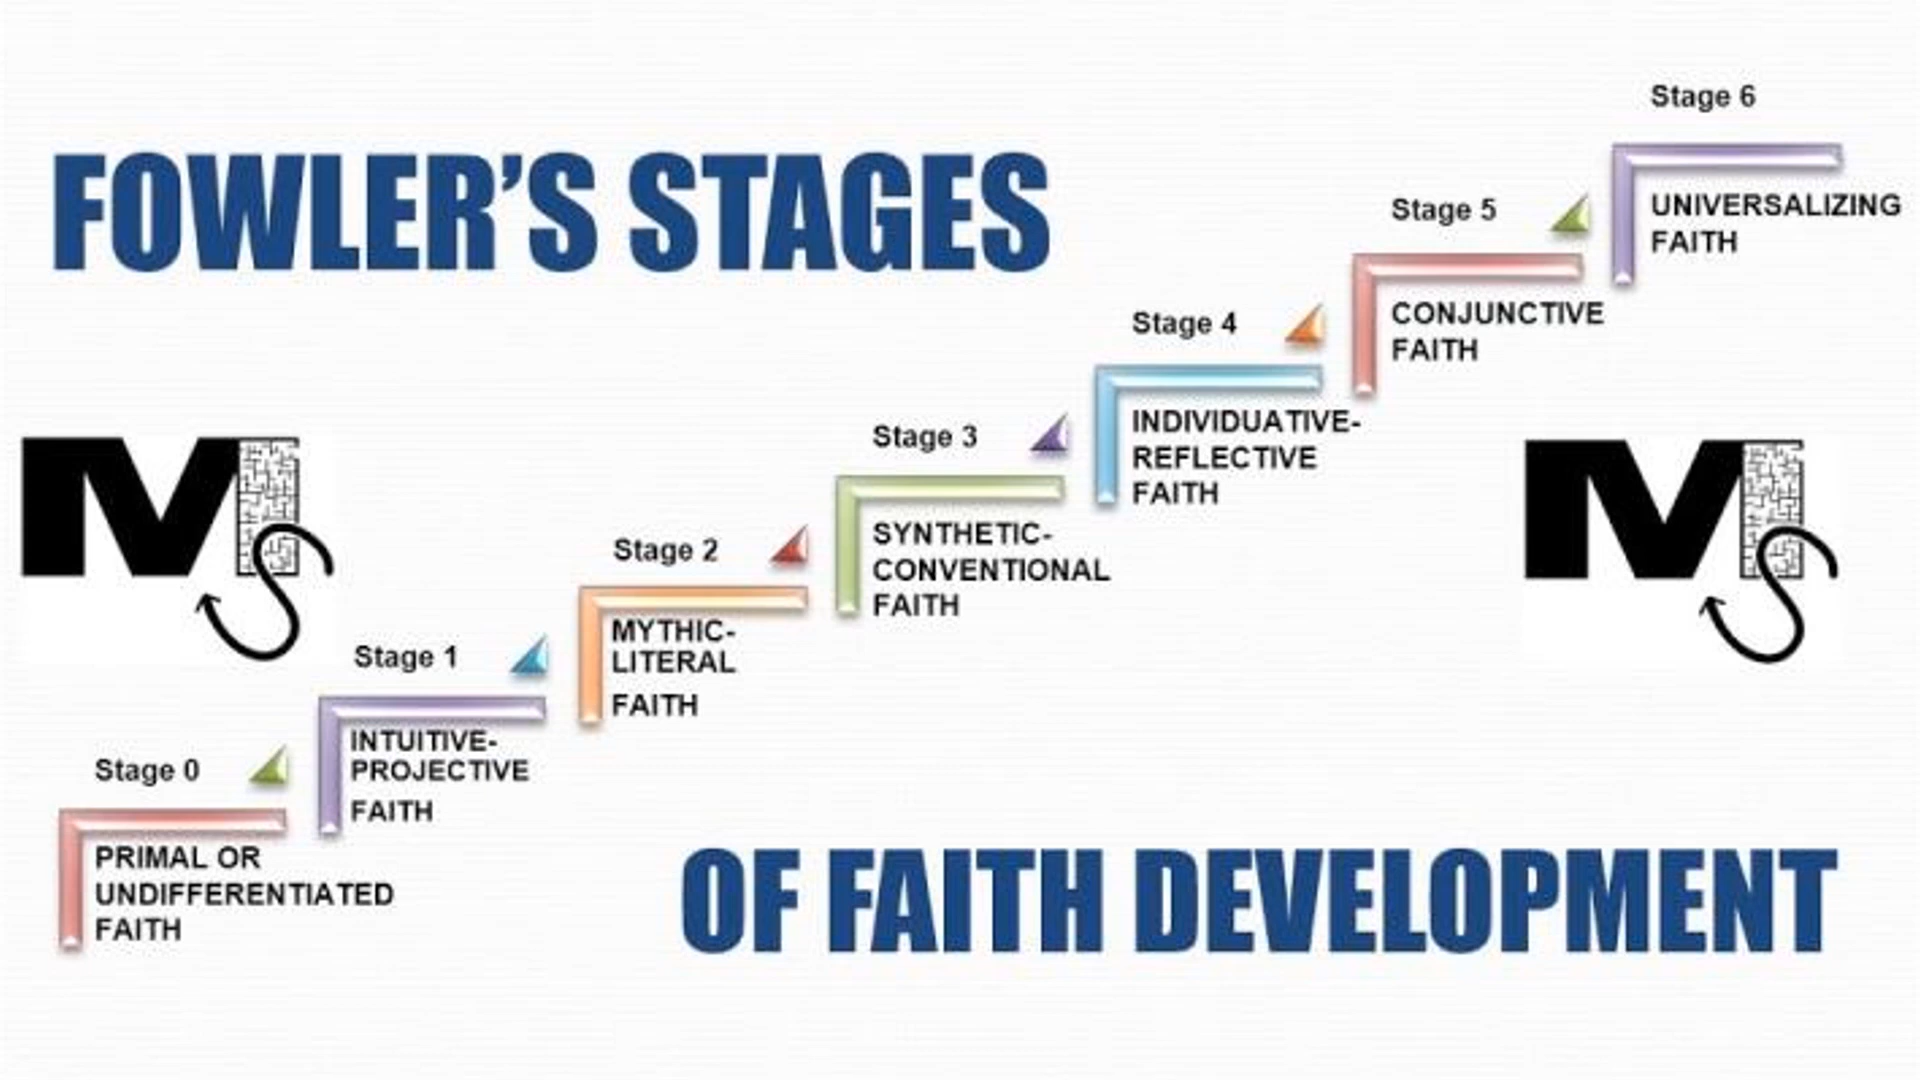 FOWLER'S STAGES
Stage 0
PRIMAL OR
UNDIFFERENTIATED
FAITH
Stage 1
INTUITIVE-
PROJECTIVE
FAITH
Stage 2
MYTHIC-
LITERAL
FAITH
Stage 3
SYNTHETIC-
CONVENTIONAL
FAITH
Stage 4
INDIVIDUATIVE-
REFLECTIVE
FAITH
Stage 5
CONJUNCTIVE
FAITH
Stage 6
UNIVERSALIZING
FAITH
OF FAITH DEVELOPMENT
MS
MS